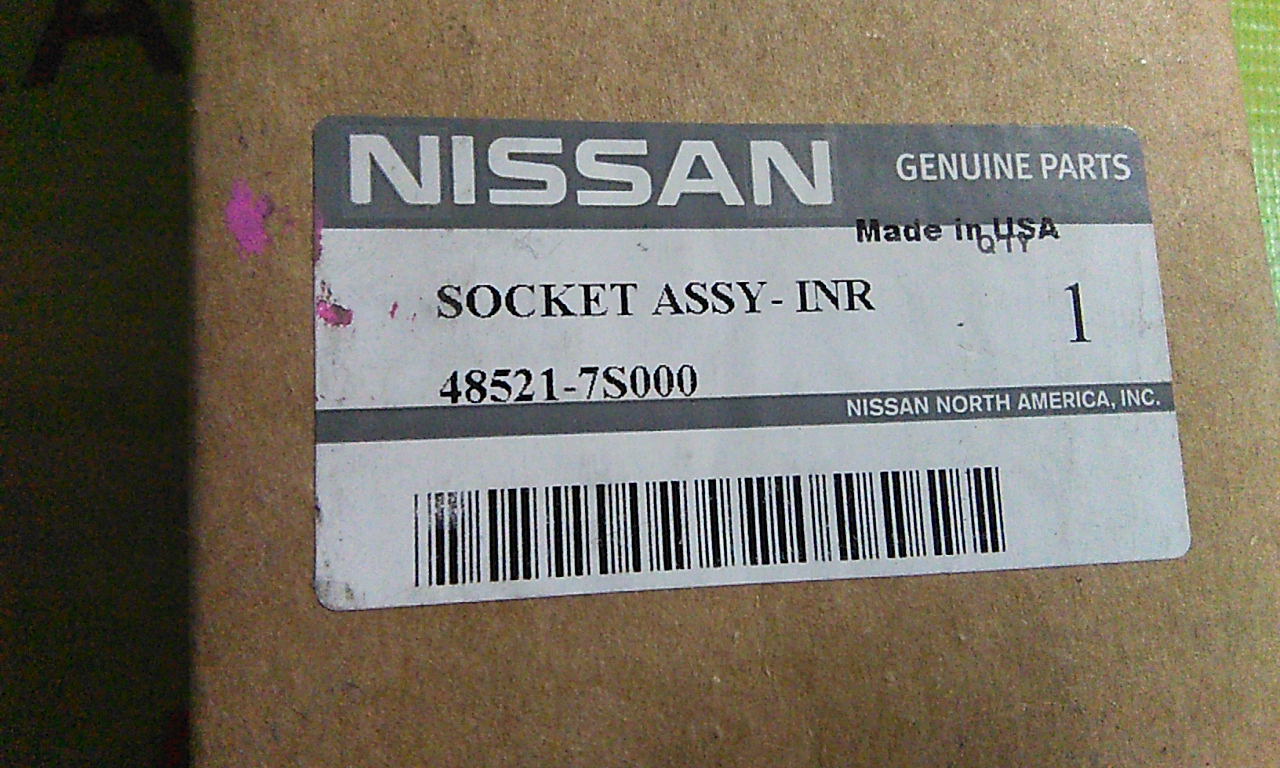 NISSAN GENUINE PARTS
Made in USA
QTY
SOCKET ASSY- INR 1
48521-7S000
NISSAN NORTH AMERICA, INC.